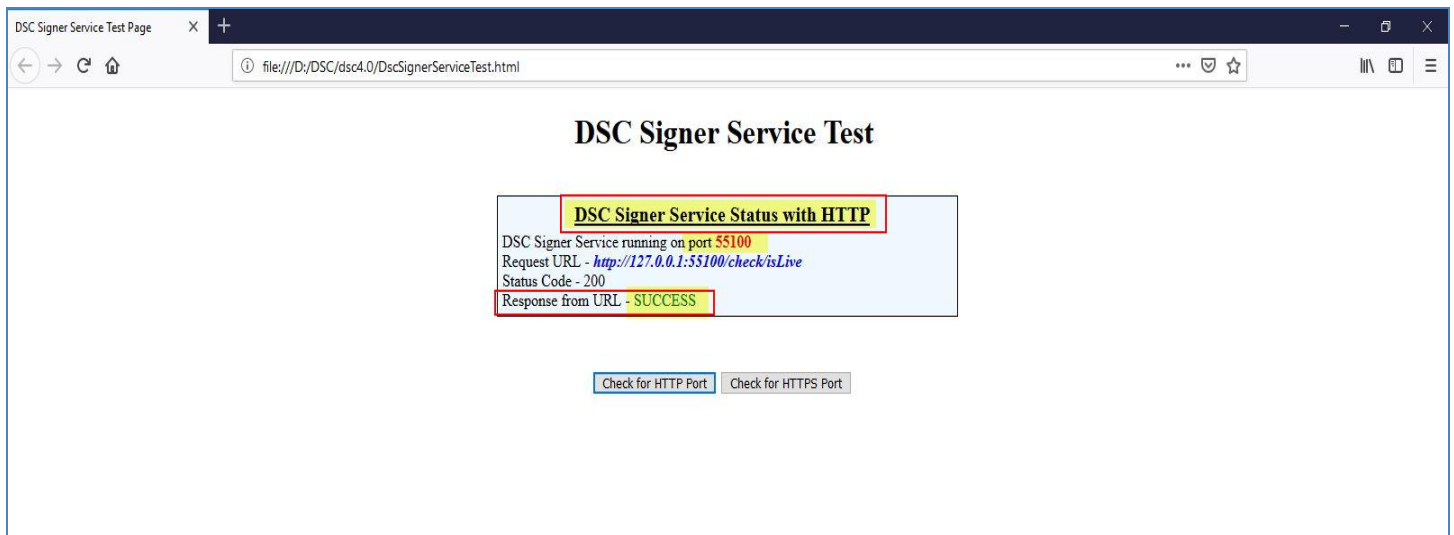 DSC Signer Service Test Page
file:///D:/DSC/dsc4.0/DscSignerServiceTest.html
DSC Signer Service Test
DSC Signer Service Status with HTTP
DSC Signer Service running on port 55100
Request URL - http://127.0.0.1:55100/check/isLive
Status Code - 200
Response from URL - SUCCESS
Check for HTTP Port Check for HTTPS Port